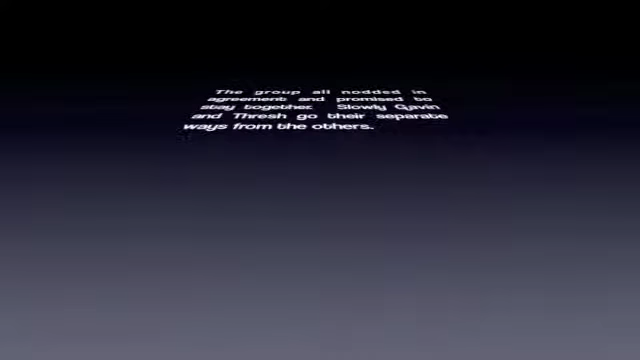 The group all nodded in
agreement and promised to
stay together. Slowly Gavin
and Thresh go their separate
ways from the others.